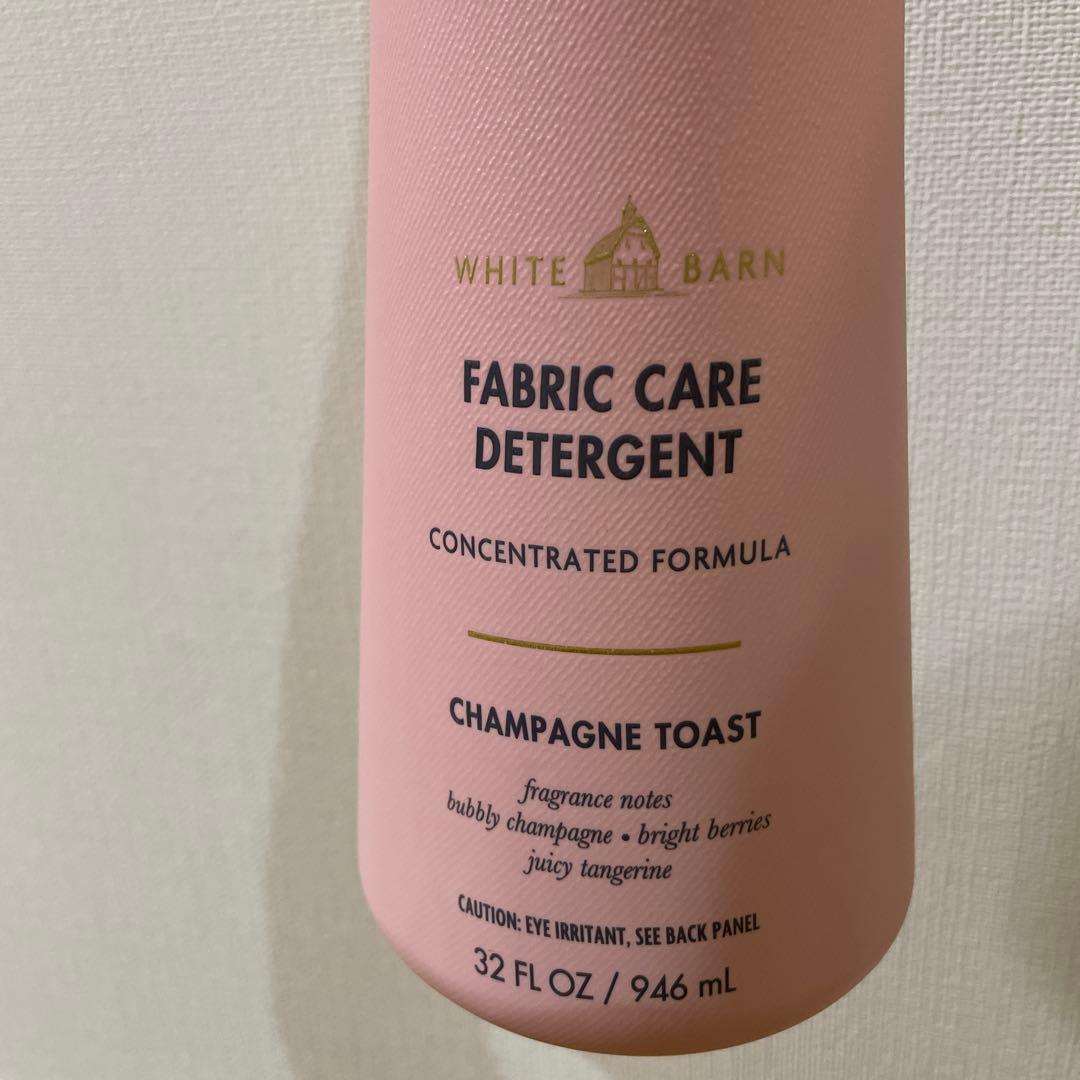 WHITE BARN
FABRIC CARE
DETERGENT
CONCENTRATED FORMULA
CHAMPAGNE TOAST
fragrance notes
bubbly champagne • bright berries
juicy tangerine
CAUTION: EYE IRRITANT, SEE BACK PANEL
32 FL OZ / 946 mL